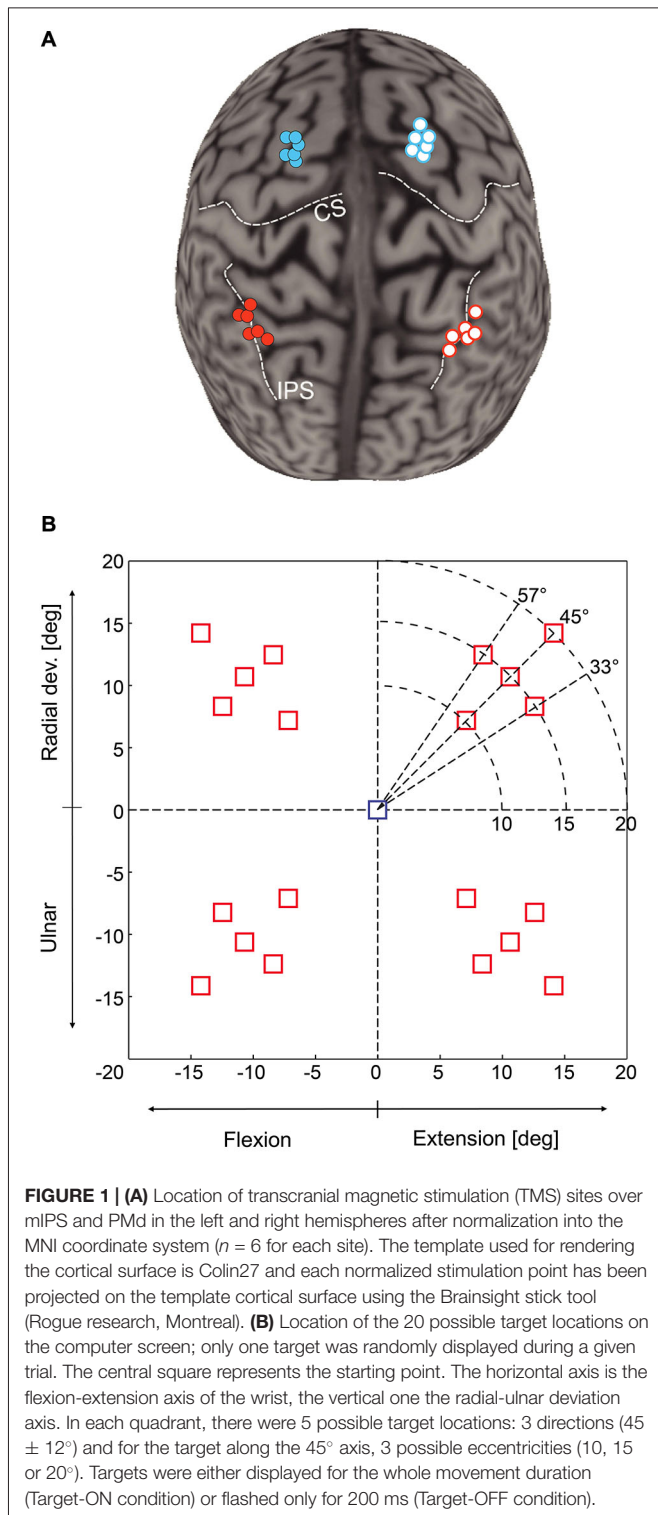 A
CS
IPS
B
20
15
10
5
0
-5
-10
-15
-20
Radial dev. [deg]
Ulnar
57°
45°
33°
10 15 20
-15 -10 -5 0 5 10 15 20
Flexion Extension [deg]
FIGURE 1 | (A) Location of transcranial magnetic stimulation (TMS) sites over
mIPS and PMd in the left and right hemispheres after normalization into the
MNI coordinate system (n = 6 for each site). The template used for rendering
the cortical surface is Colin27 and each normalized stimulation point has been
projected on the template cortical surface using the Brainsight stick tool
(Rogue research, Montreal). (B) Location of the 20 possible target locations on
the computer screen; only one target was randomly displayed during a given
trial. The central square represents the starting point. The horizontal axis is the
flexion-extension axis of the wrist, the vertical one the radial-ulnar deviation
axis. In each quadrant, there were 5 possible target locations: 3 directions (45
± 12°) and for the target along the 45° axis, 3 possible eccentricities (10, 15
or 20°). Targets were either displayed for the whole movement duration
(Target-ON condition) or flashed only for 200 ms (Target-OFF condition).